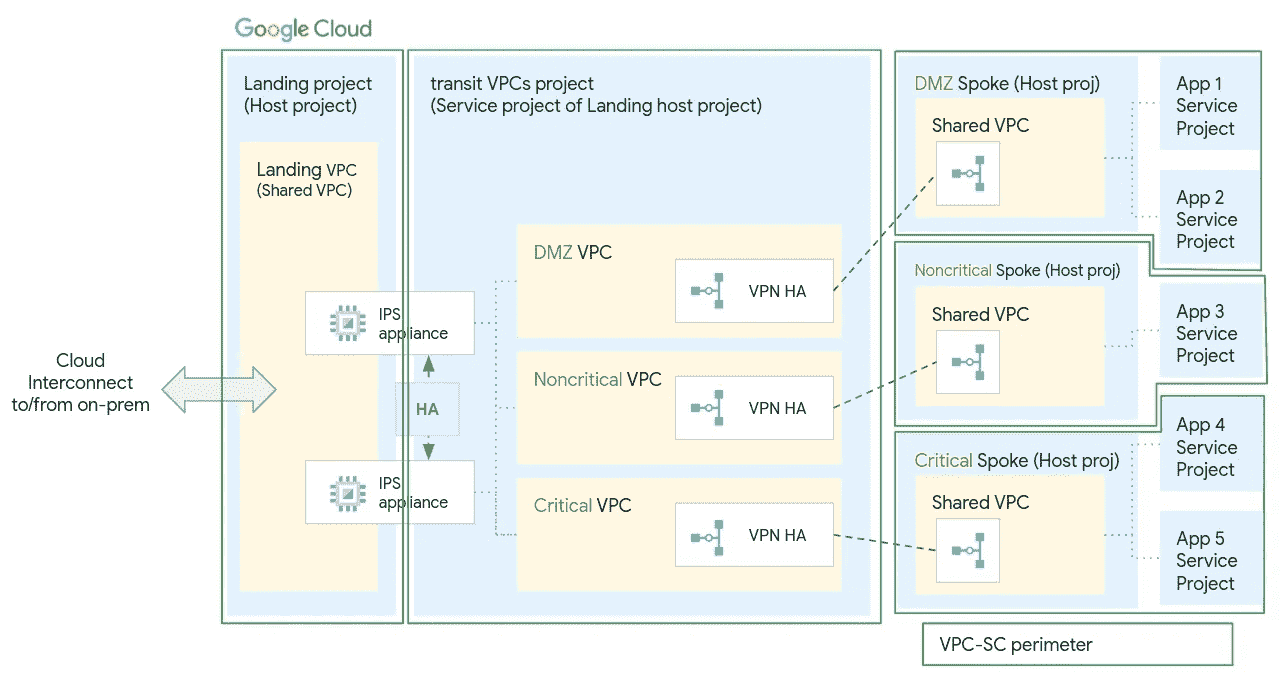 Google Cloud
Landing project
(Host project)
Landing VPC
(Shared VPC)
transit VPCs project
(Service project of Landing host project)
Cloud
Interconnect
to/from on-prem
IPS
appliance
HA
IPS
appliance
DMZ VPC
VPN HA
Noncritical VPC
VPN HA
Critical VPC
VPN HA
DMZ Spoke (Host proj)
Shared VPC
App 1
Service
Project
App 2
Service
Project
Noncritical Spoke (Host proj)
Shared VPC
App 3
Service
Project
Critical Spoke (Host proj)
Shared VPC
App 4
Service
Project
App 5
Service
Project
VPC-SC perimeter